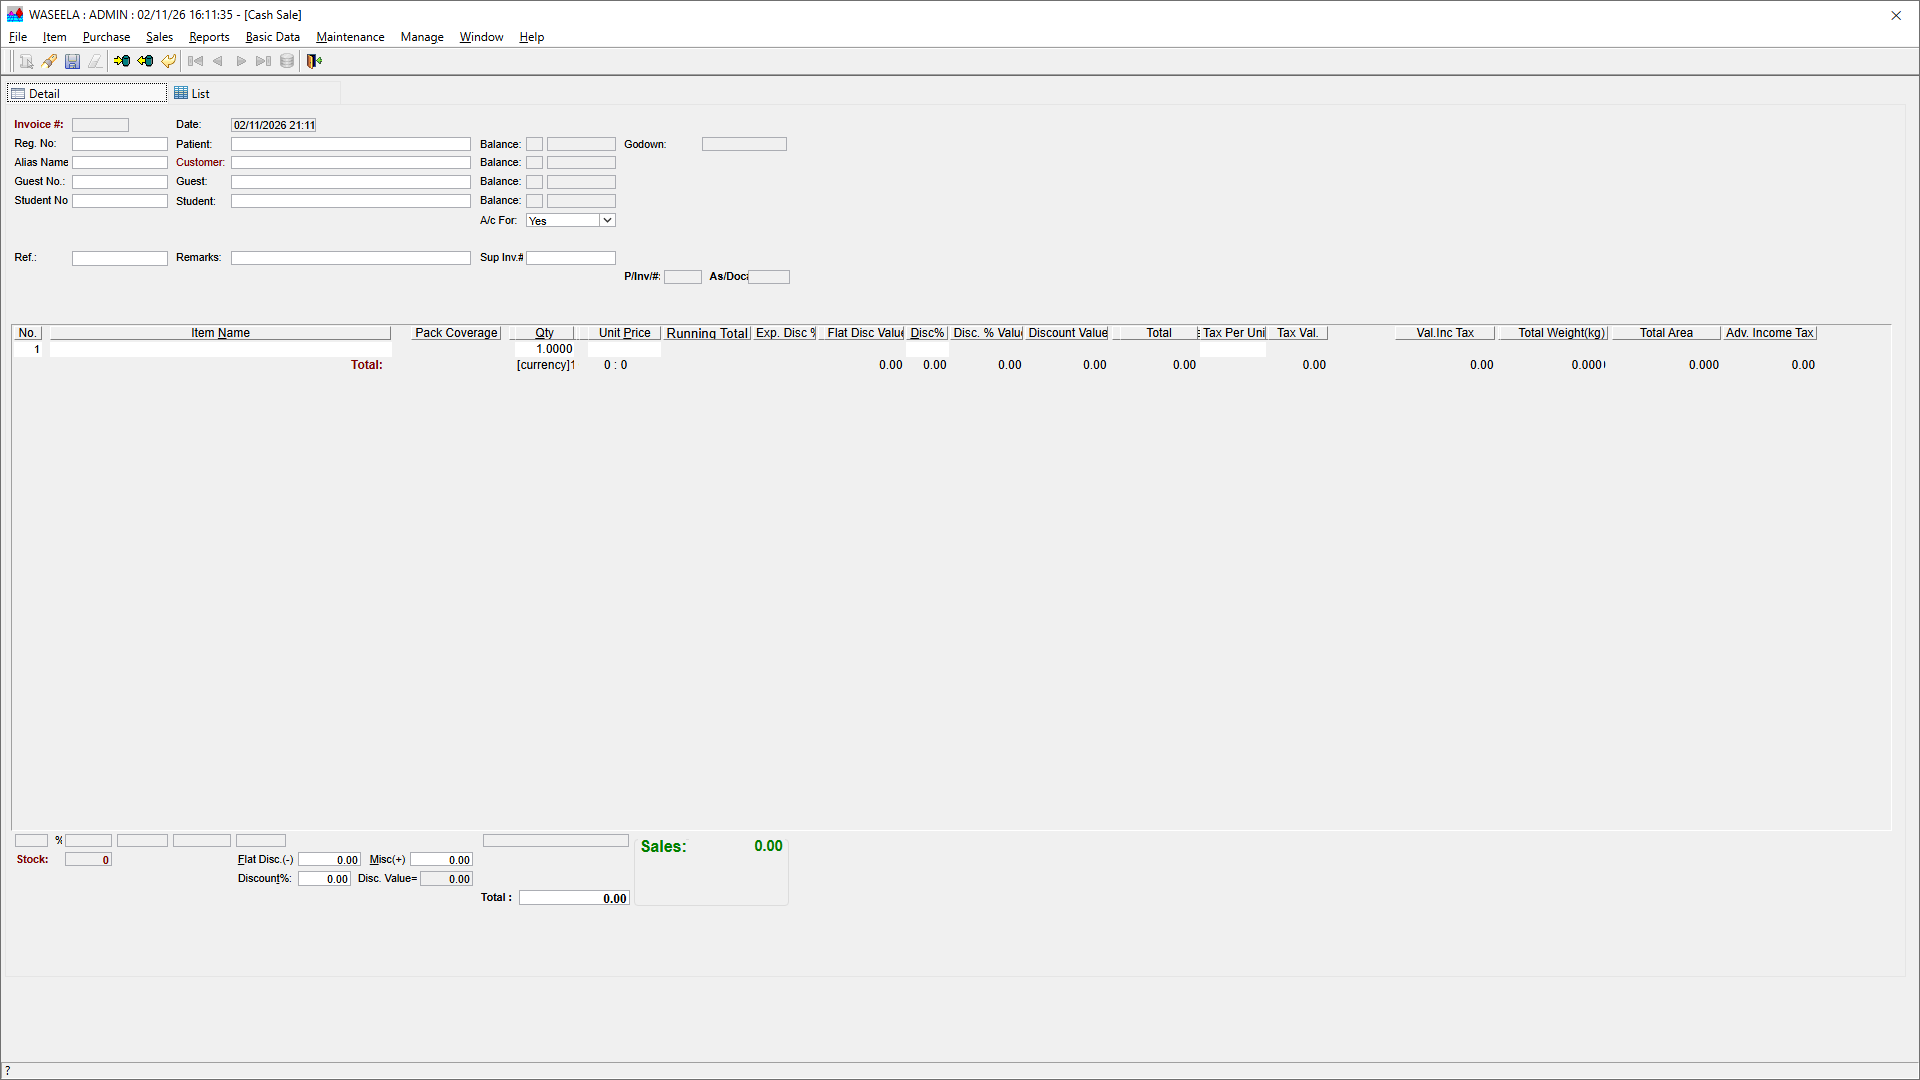 WASEELA : ADMIN : 02/11/26 16:11:35 - [Cash Sale]
File Item Purchase Sales Reports Basic Data Maintenance Manage Window Help
Detail List
Invoice #: Date: 02/11/2026 21:11
Reg. No: Patient: Balance: Godown:
Alias Name Customer: Balance:
Guest No.: Guest: Balance:
Student No Student: Balance:
A/c For: Yes
Ref.: Remarks: Sup Inv.#
P/Inv/#: As/Doc
No. Item Name Pack Coverage Qty Unit Price Running Total Exp. Disc % Flat Disc Value Disc% Disc. % Valu Discount Value Total Tax Per Uni Tax Val. Val.Inc Tax Total Weight(kg) Total Area Adv. Income Tax
1 1.0000
Total: [currency]1 0 : 0 0.00 0.00 0.00 0.00 0.00 0.00 0.00 0.000 0.000 0.00
%
Sales: 0.00
Stock: 0 Flat Disc.(-) 0.00 Misc(+) 0.00
Discount%: 0.00 Disc. Value= 0.00
Total : 0.00
?